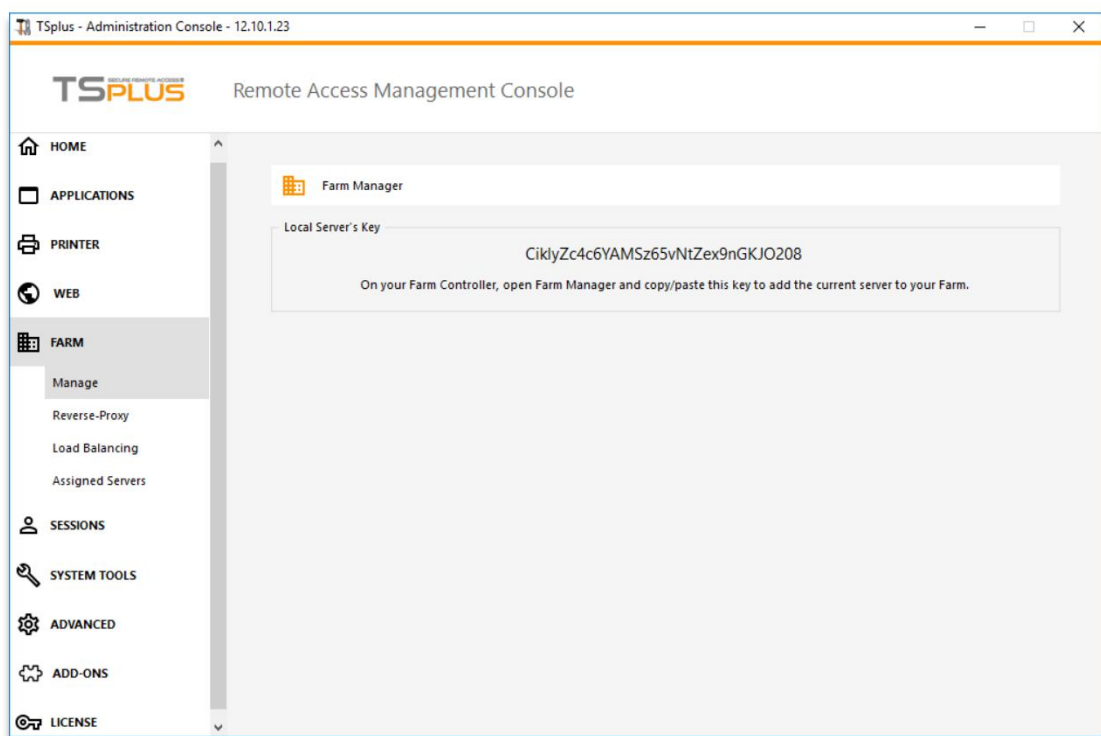 TSplus - Administration Console - 12.10.1.23
TSPLUS
SECURE REMOTE ACCESS
Remote Access Management Console
HOME
APPLICATIONS
PRINTER
WEB
FARM
Manage
Reverse-Proxy
Load Balancing
Assigned Servers
SESSIONS
SYSTEM TOOLS
ADVANCED
ADD-ONS
LICENSE
Farm Manager
Local Server's Key
CiklyZc4c6YAMSz65vNtZex9nGKJO208
On your Farm Controller, open Farm Manager and copy/paste this key to add the current server to your Farm.